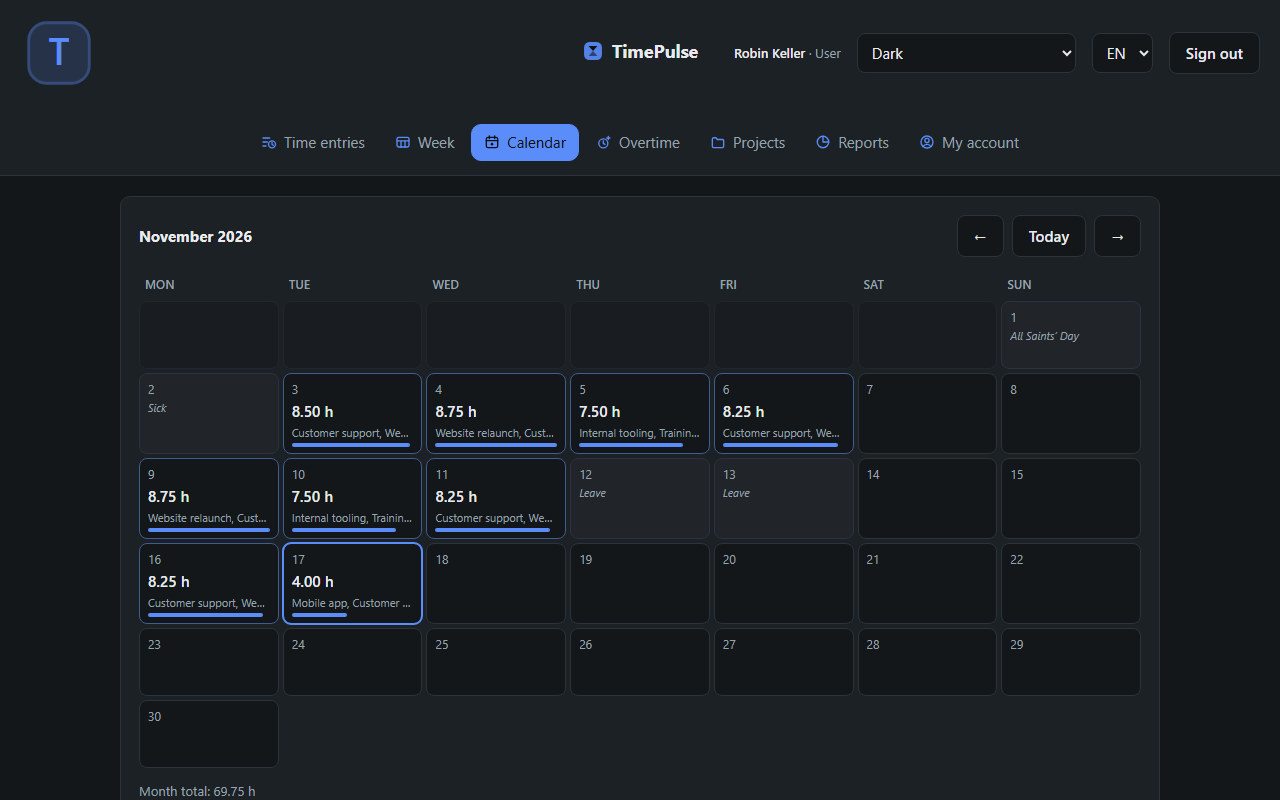 T
TimePulse
Robin Keller · User
Dark
EN
Sign out
Time entries
Week
Calendar
Overtime
Projects
Reports
My account
November 2026
←
Today
→
MON TUE WED THU FRI SAT SUN
1
All Saints' Day
2
Sick
3
8.50 h
Customer support, We...
4
8.75 h
Website relaunch, Cust...
5
7.50 h
Internal tooling, Trainin...
6
8.25 h
Customer support, We...
7
8
9
8.75 h
Website relaunch, Cust...
10
7.50 h
Internal tooling, Trainin...
11
8.25 h
Customer support, We...
12
Leave
13
Leave
14
15
16
8.25 h
Customer support, We...
17
4.00 h
Mobile app, Customer ...
18
19
20
21
22
23
24
25
26
27
28
29
30
Month total: 69.75 h